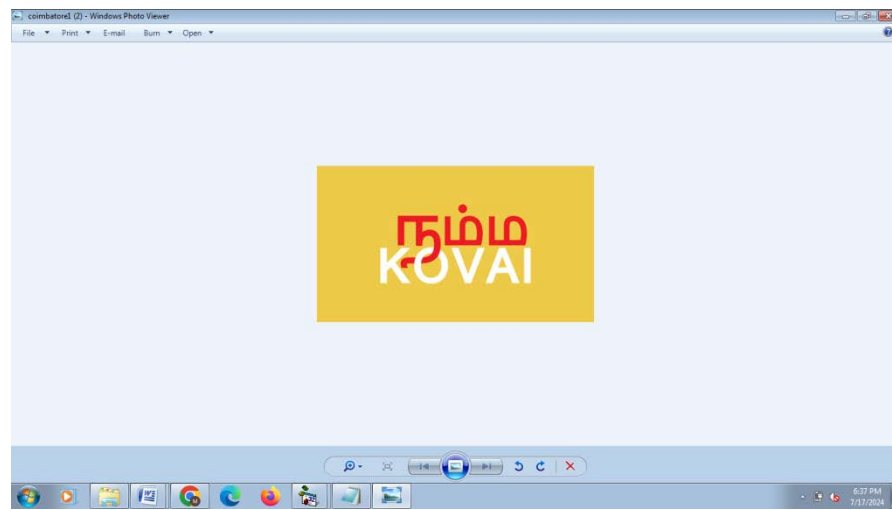 coimbatore1 (2) - Windows Photo Viewer
File Print E-mail Burn Open
நம்ம
KOVAI
6:37 PM
7/17/2024